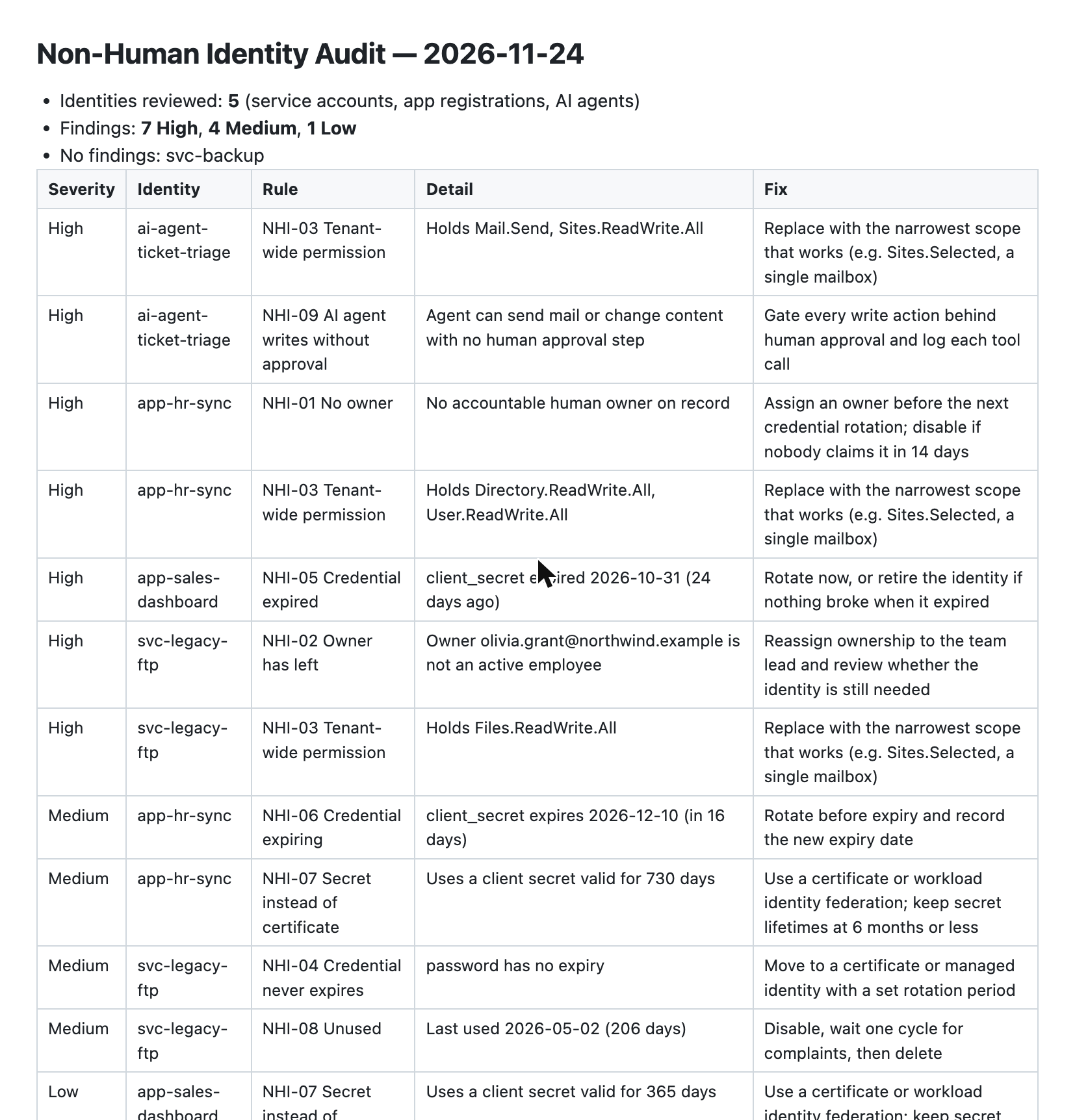 Non-Human Identity Audit — 2026-11-24
• Identities reviewed: 5 (service accounts, app registrations, AI agents)
• Findings: 7 High, 4 Medium, 1 Low
• No findings: svc-backup
Severity Identity Rule Detail Fix
High ai-agent- NHI-03 Tenant- Holds Mail.Send, Sites.ReadWrite.All Replace with the narrowest scope
ticket-triage wide permission that works (e.g. Sites.Selected, a
single mailbox)
High ai-agent- NHI-09 AI agent Agent can send mail or change content Gate every write action behind
ticket-triage writes without with no human approval step human approval and log each tool
approval call
High app-hr-sync NHI-01 No owner No accountable human owner on record Assign an owner before the next
credential rotation; disable if
nobody claims it in 14 days
High app-hr-sync NHI-03 Tenant- Holds Directory.ReadWrite.All, Replace with the narrowest scope
wide permission User.ReadWrite.All that works (e.g. Sites.Selected, a
single mailbox)
High app-sales- NHI-05 Credential client_secret expired 2026-10-31 (24 Rotate now, or retire the identity if
dashboard expired days ago) nothing broke when it expired
High svc-legacy- NHI-02 Owner Owner olivia.grant@northwind.example is Reassign ownership to the team
ftp has left not an active employee lead and review whether the
identity is still needed
High svc-legacy- NHI-03 Tenant- Holds Files.ReadWrite.All Replace with the narrowest scope
ftp wide permission that works (e.g. Sites.Selected, a
single mailbox)
Medium app-hr-sync NHI-06 Credential client_secret expires 2026-12-10 (in 16 Rotate before expiry and record
expiring days) the new expiry date
Medium app-hr-sync NHI-07 Secret Uses a client secret valid for 730 days Use a certificate or workload
instead of identity federation; keep secret
certificate lifetimes at 6 months or less
Medium svc-legacy- NHI-04 Credential password has no expiry Move to a certificate or managed
ftp never expires identity with a set rotation period
Medium svc-legacy- NHI-08 Unused Last used 2026-05-02 (206 days) Disable, wait one cycle for
ftp complaints, then delete
Low app-sales- NHI-07 Secret Uses a client secret valid for 365 days Use a certificate or workload
dashboard instead of identity federation; keep secret